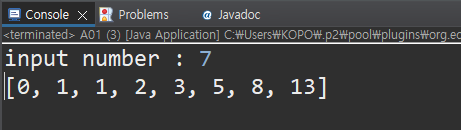 Console Problems @ Javadoc
<terminated> A01 (3) [Java Application] C:₩Users₩KOPO₩.p2₩pool₩plugins₩org.ec
input number : 7
[0, 1, 1, 2, 3, 5, 8, 13]